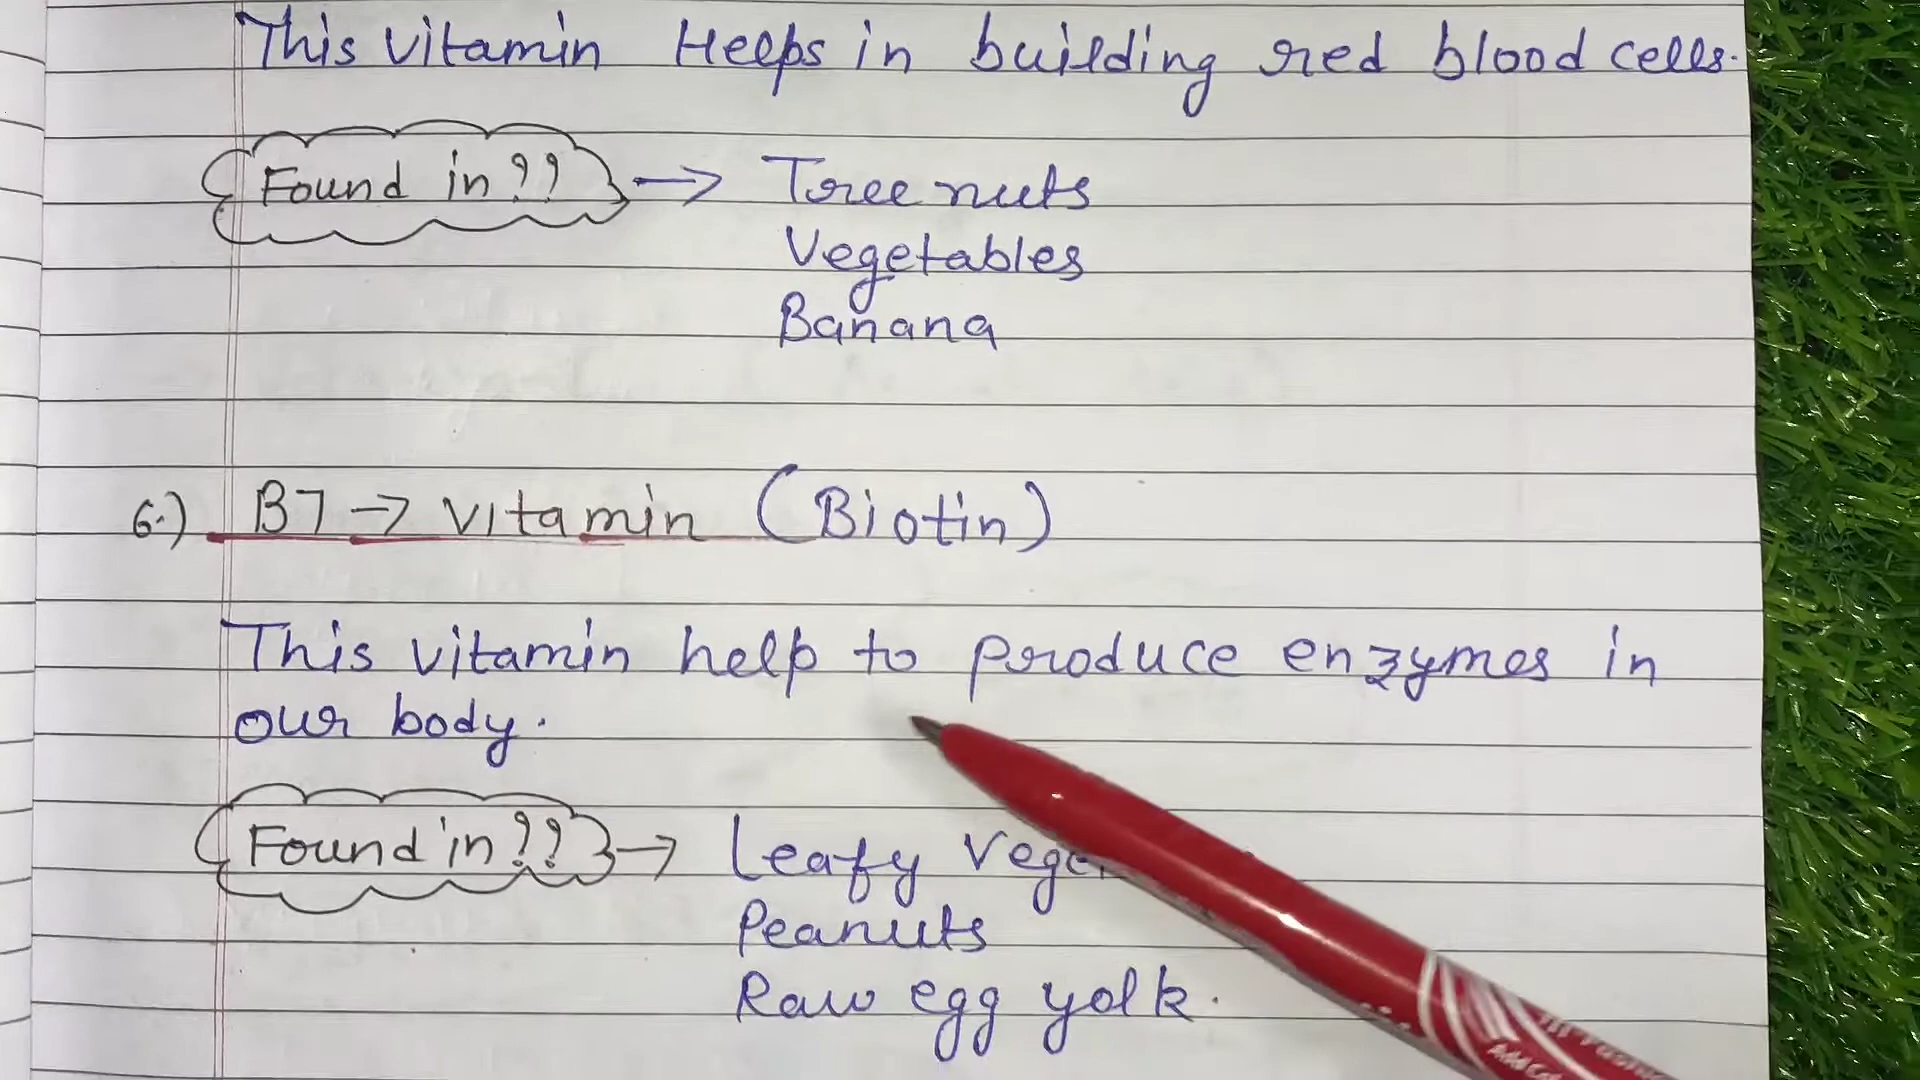 This vitamin Helps in building red blood cells.
Found in?? → Tree nuts
Vegetables
Banana
6.) B7 → vitamin (Biotin)
This vitamin help to produce enzymes in
our body.
Found in?? → Leafy
Peanuts
Raw egg yolk.